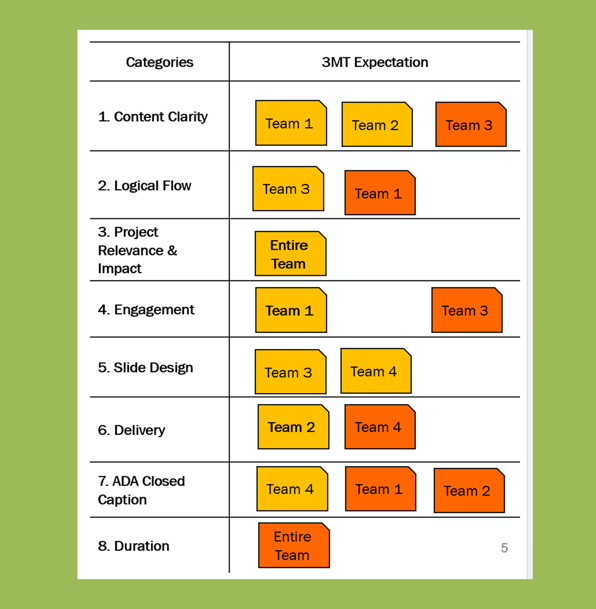 Categories 3MT Expectation
1. Content Clarity Team 1 Team 2 Team 3
2. Logical Flow Team 3 Team 1
3. Project
Relevance &
Impact
Entire
Team
4. Engagement Team 1 Team 3
5. Slide Design Team 3 Team 4
6. Delivery Team 2 Team 4
7. ADA Closed
Caption
Team 4 Team 1 Team 2
8. Duration
Entire
Team
5